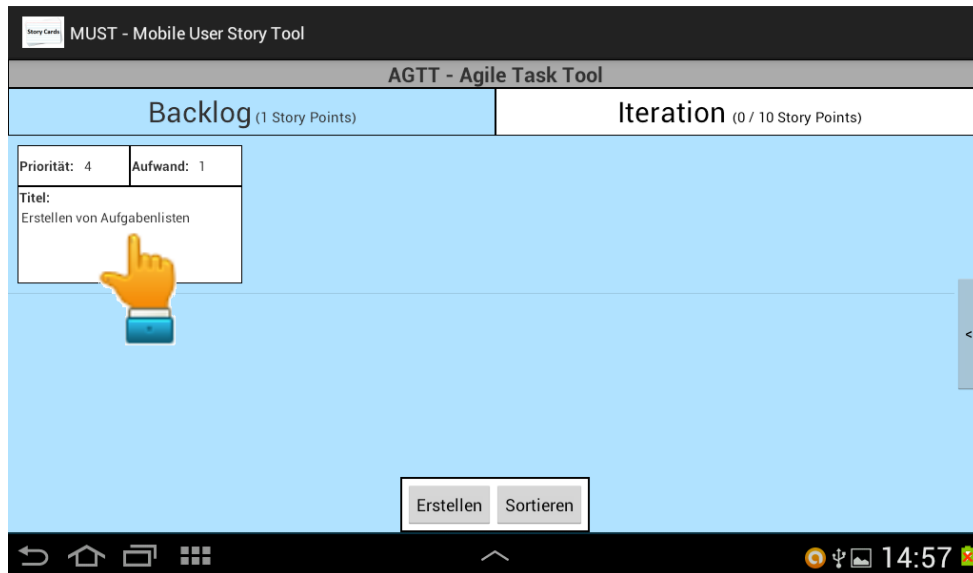 Story Cards
MUST - Mobile User Story Tool
AGTT - Agile Task Tool
Backlog (1 Story Points)
Iteration (0 / 10 Story Points)
Priorität: 4
Aufwand: 1
Titel:
Erstellen von Aufgabenlisten
<
Erstellen
Sortieren
14:57